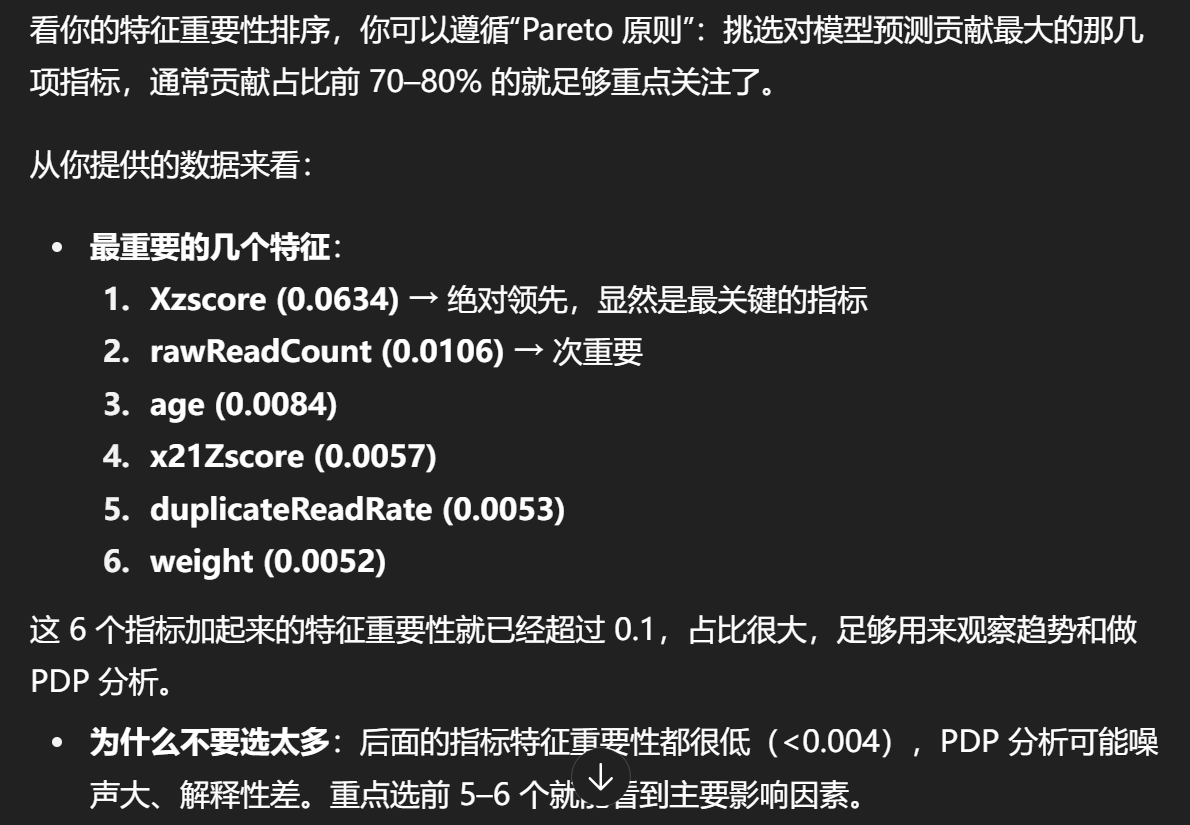 看你的特征重要性排序，你可以遵循“Pareto 原则”：挑选对模型预测贡献最大的那几
项指标，通常贡献占比前 70–80% 的就足够重点关注了。
从你提供的数据来看：
• 最重要的几个特征：
1. Xzscore (0.0634) → 绝对领先，显然是最关键的指标
2. rawReadCount (0.0106) → 次重要
3. age (0.0084)
4. x21Zscore (0.0057)
5. duplicateReadRate (0.0053)
6. weight (0.0052)
这 6 个指标加起来的特征重要性就已经超过 0.1，占比很大，足够用来观察趋势和做
PDP 分析。
• 为什么不要选太多：后面的指标特征重要性都很低（<0.004），PDP 分析可能噪
声大、解释性差。重点选前 5–6 个就能看到主要影响因素。